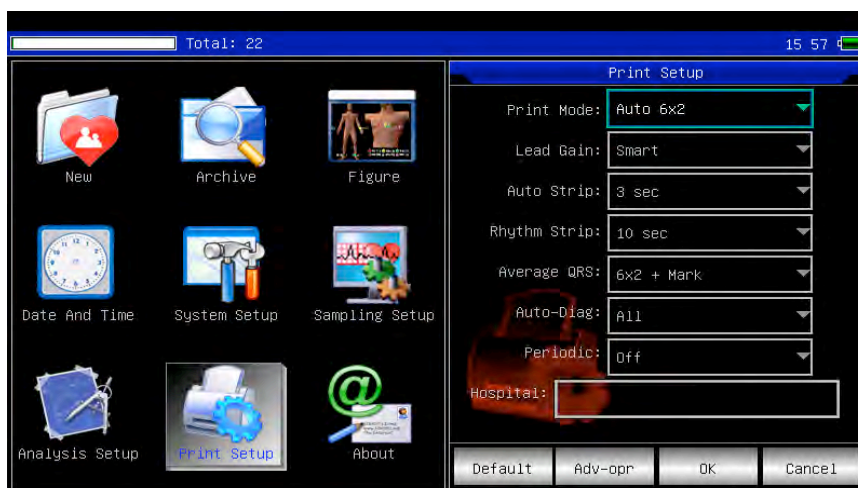 Total: 22
15 57
New
Archive
Figure
Date And Time
System Setup
Sampling Setup
Analysis Setup
Print Setup
About
Print Setup
Print Mode: Auto 6x2
Lead Gain: Smart
Auto Strip: 3 sec
Rhythm Strip: 10 sec
Average QRS: 6x2 + Mark
Auto-Diag: All
Periodic: Off
Hospital:
Default
Adv-opr
OK
Cancel